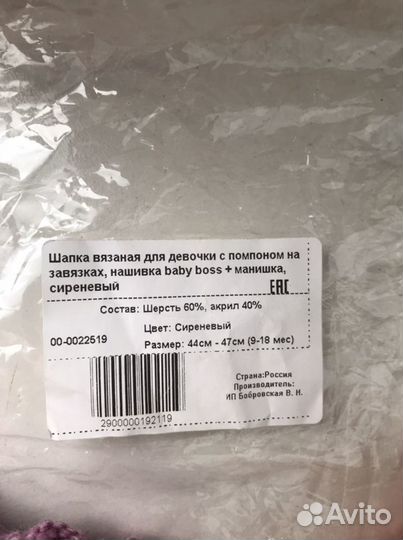 Шапка вязаная для девочки с помпоном на
завязках, нашивка baby boss + манишка,
сиреневый
EAC
Состав: Шерсть 60%, акрил 40%
Цвет: Сиреневый
00-0022519
Размер: 44см - 47см (9-18 мес)
Страна:Россия
Производитель:
ИП Бобровская В. Н.
2900000192119
Avito